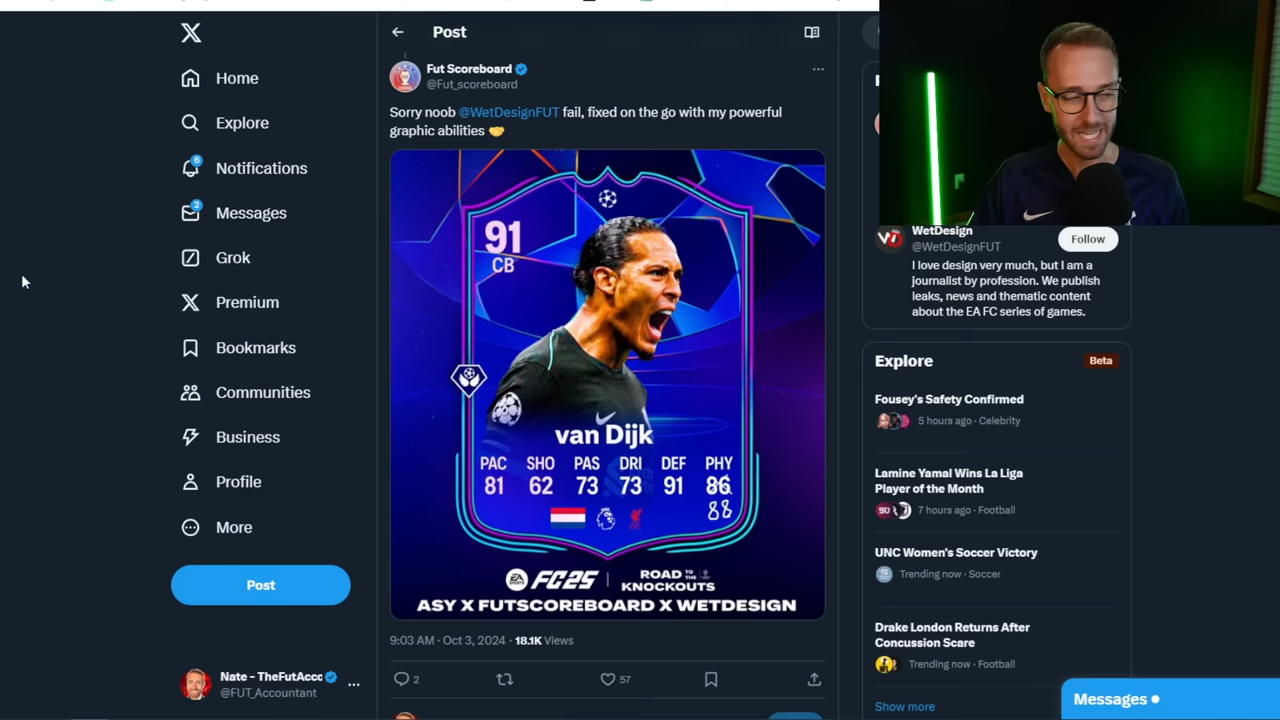 Post
Home
Explore
6
Notifications
2
Messages
Grok
Premium
Bookmarks
Communities
Business
Profile
More
Post
Nate - TheFutAccc
@FUT_Accountant
Fut Scoreboard
@Fut_scoreboard
Sorry noob @WetDesignFUT fail, fixed on the go with my powerful
graphic abilities 🤝
91
CB
van Dijk
PAC SHO PAS DRI DEF PHY
81 62 73 73 91 86
88
EA SPORTS FC25 | ROAD TO THE KNOCKOUTS
ASY X FUTSCOREBOARD X WETDESIGN
9:03 AM · Oct 3, 2024 · 18.1K Views
2
57
WetDesign
@WetDesignFUT
Follow
I love design very much, but I am a
journalist by profession. We publish
leaks, news and thematic content
about the EA FC series of games.
Explore
Beta
Fousey's Safety Confirmed
5 hours ago · Celebrity
Lamine Yamal Wins La Liga
Player of the Month
7 hours ago · Football
UNC Women's Soccer Victory
Trending now · Soccer
Drake London Returns After
Concussion Scare
Trending now · Football
Show more
Messages